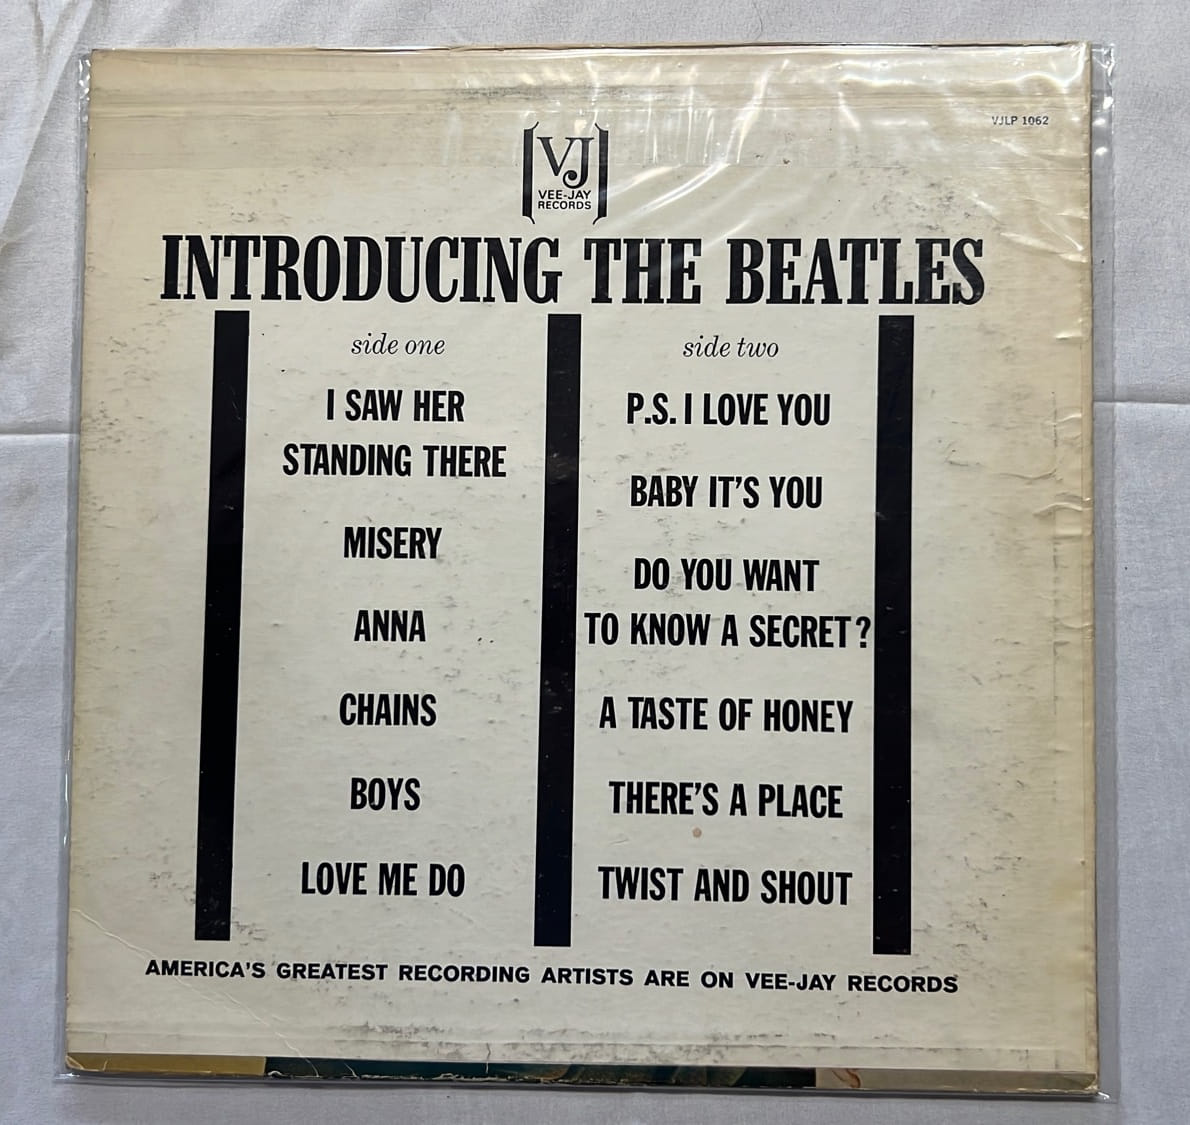 VJLP 1062
VJ
VEE-JAY
RECORDS
INTRODUCING THE BEATLES
side one
I SAW HER
STANDING THERE
MISERY
ANNA
CHAINS
BOYS
LOVE ME DO
side two
P.S. I LOVE YOU
BABY IT'S YOU
DO YOU WANT
TO KNOW A SECRET?
A TASTE OF HONEY
THERE'S A PLACE
TWIST AND SHOUT
AMERICA'S GREATEST RECORDING ARTISTS ARE ON VEE-JAY RECORDS